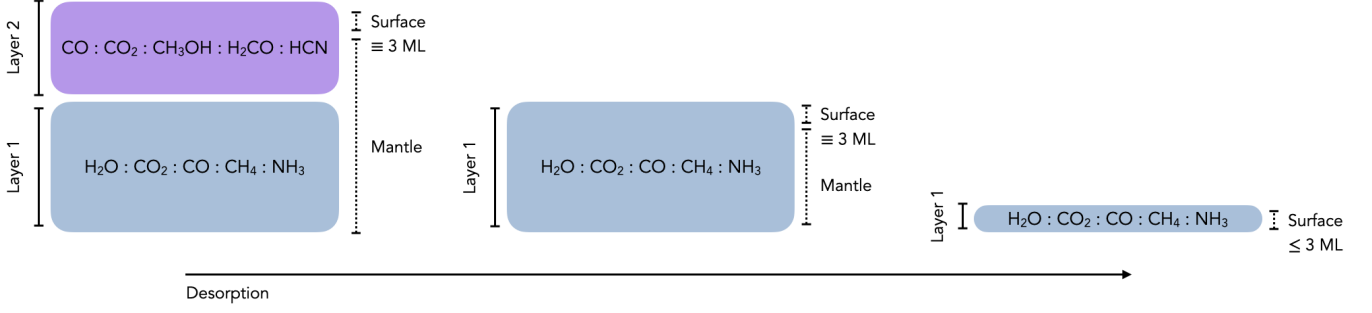 Layer 2
CO : CO₂ : CH₃OH : H₂CO : HCN
Surface
≡ 3 ML
Layer 1
H₂O : CO₂ : CO : CH₄ : NH₃
Mantle
Layer 1
H₂O : CO₂ : CO : CH₄ : NH₃
Surface
≡ 3 ML
Mantle
Layer 1
H₂O : CO₂ : CO : CH₄ : NH₃
Surface
≤ 3 ML
Desorption